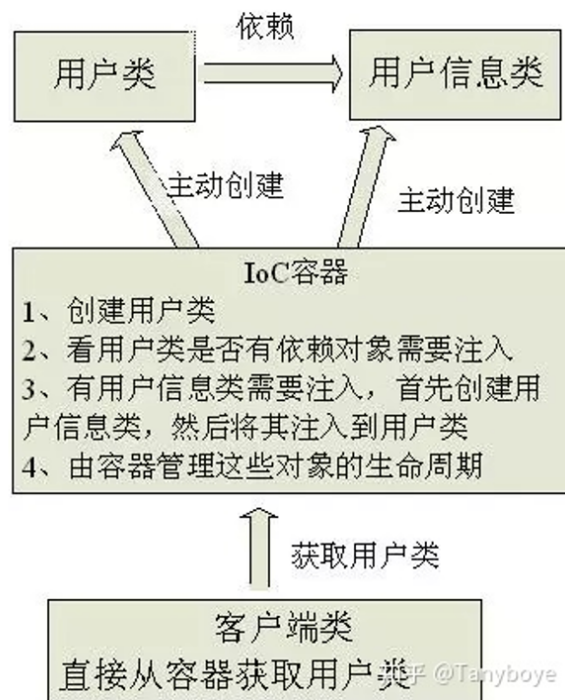 依赖
用户类
用户信息类
主动创建
主动创建
IoC容器
1、创建用户类
2、看用户类是否有依赖对象需要注入
3、有用户信息类需要注入，首先创建用
户信息类，然后将其注入到用户类
4、由容器管理这些对象的生命周期
获取用户类
客户端类
直接从容器获取用户类
知乎 @Tanyboye